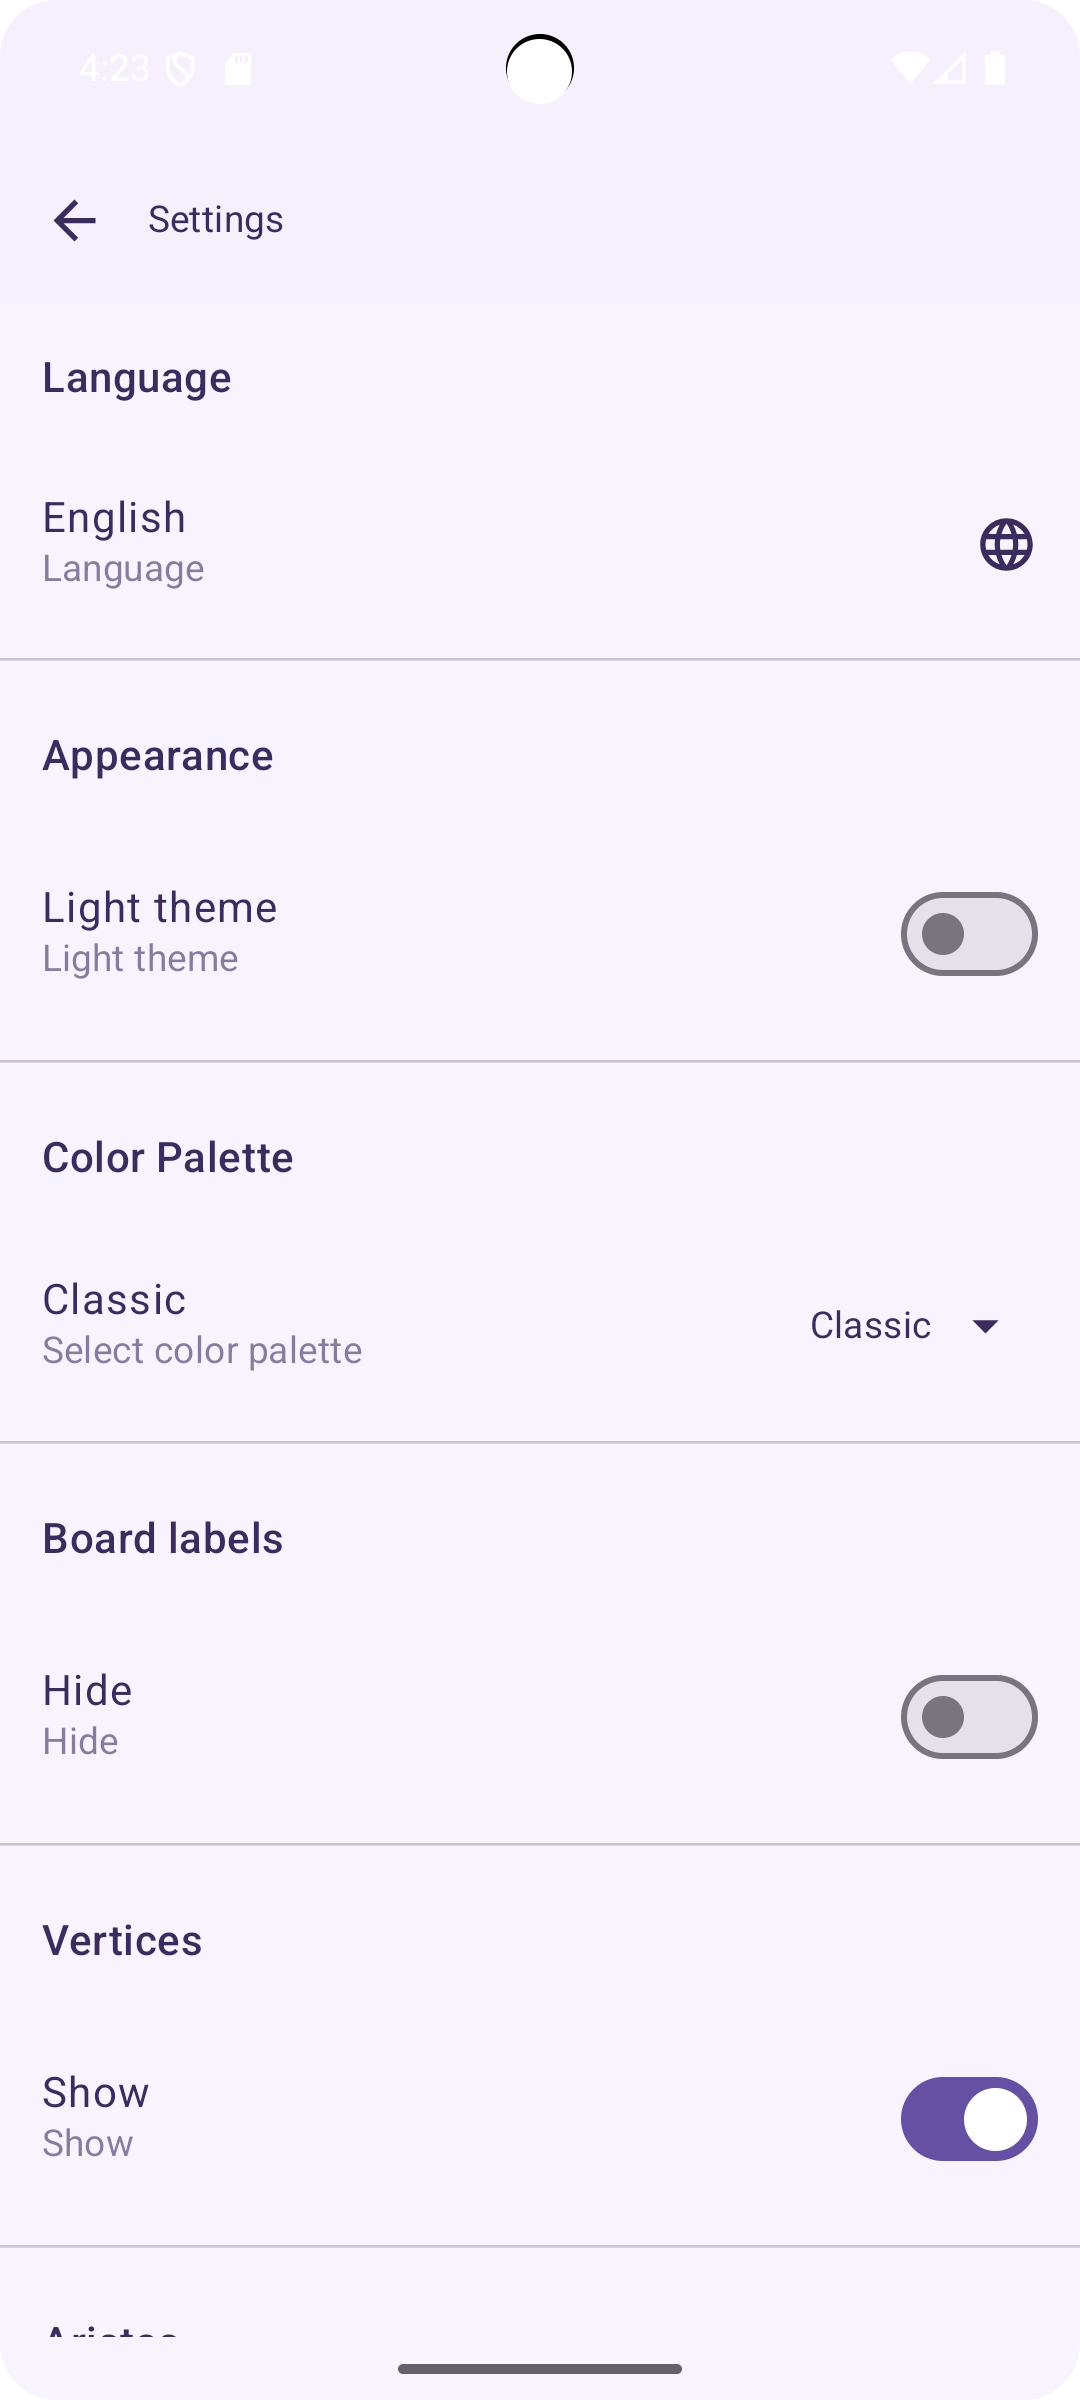 4:23
Settings
Language
English
Language
Appearance
Light theme
Light theme
Color Palette
Classic
Select color palette
Classic
Board labels
Hide
Hide
Vertices
Show
Show